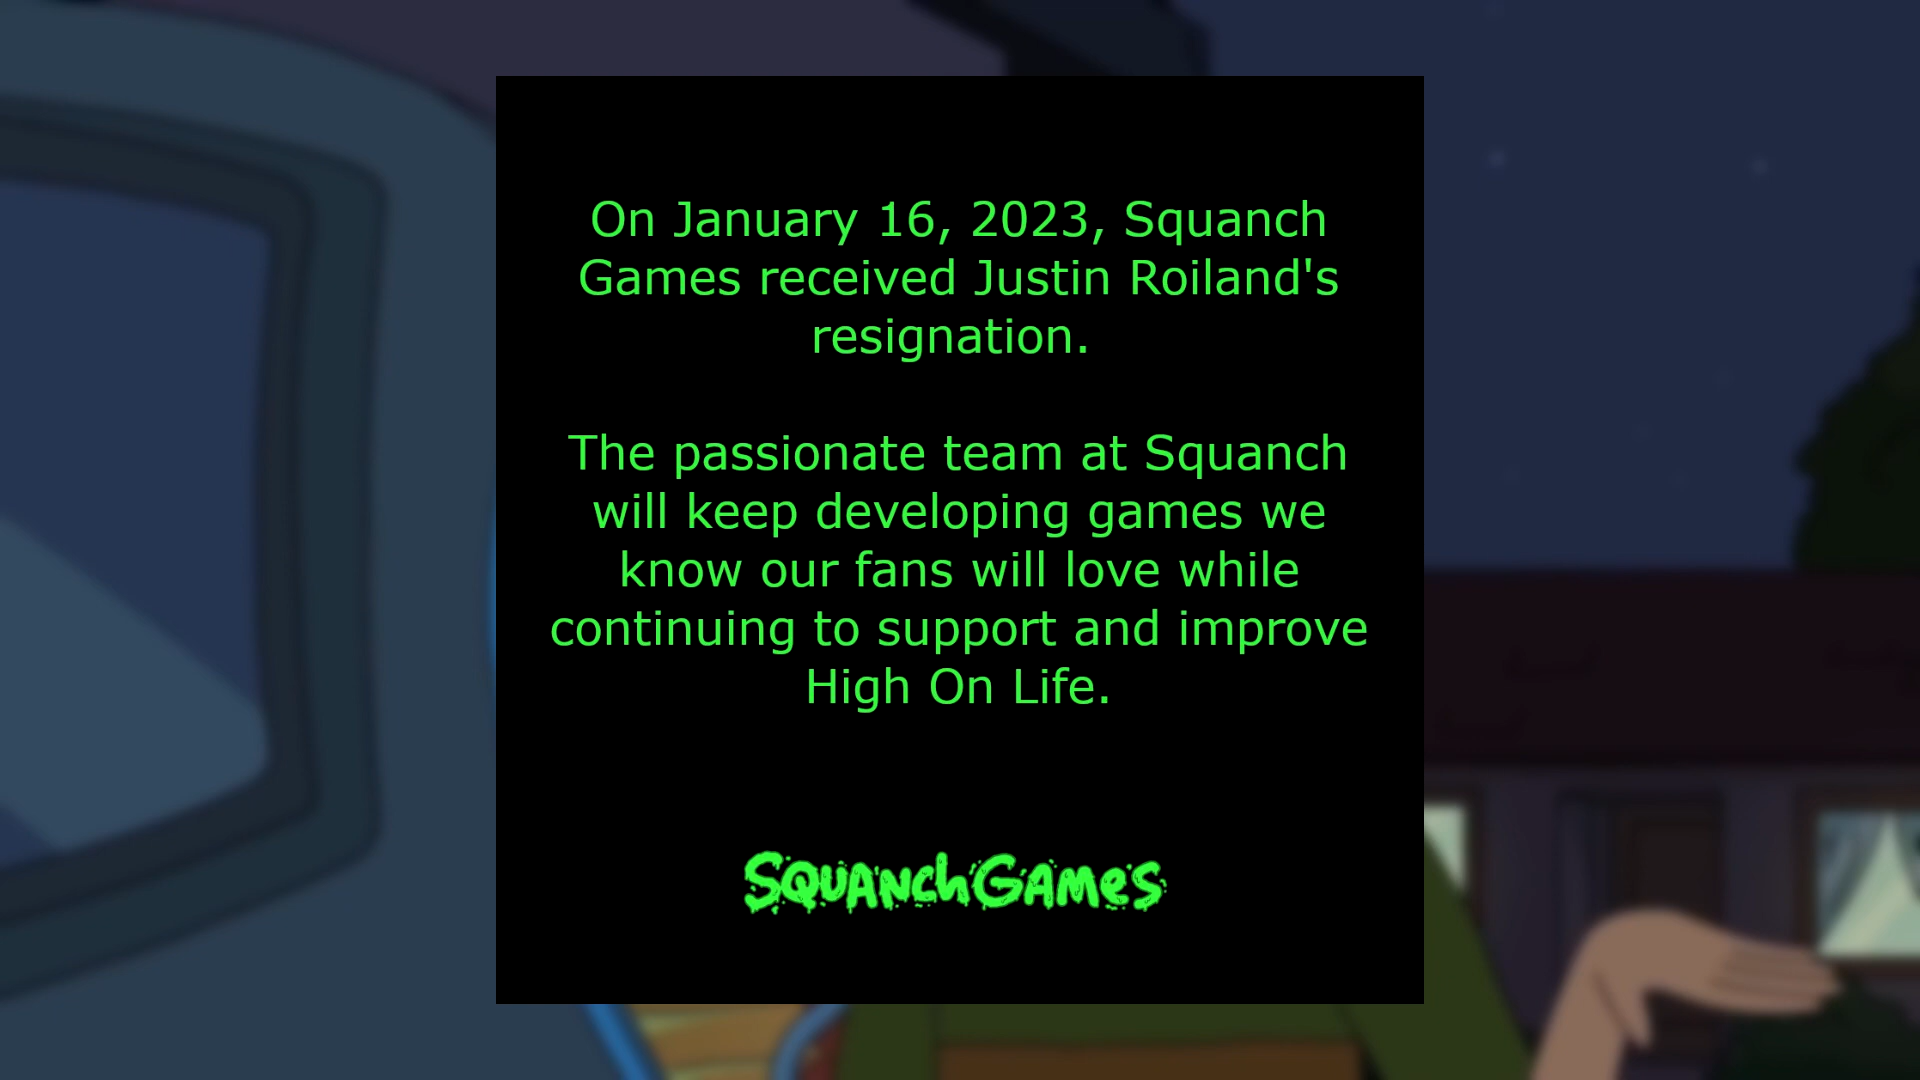 On January 16, 2023, Squanch
Games received Justin Roiland's
resignation.
The passionate team at Squanch
will keep developing games we
know our fans will love while
continuing to support and improve
High On Life.
SQUANCHGAMES